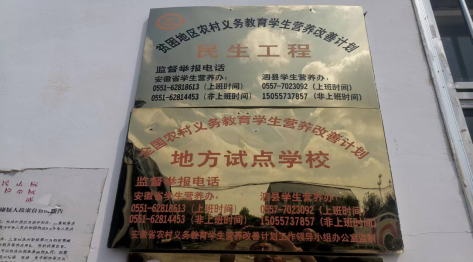 贫困地区农村义务教育学生营养改善计划
民生工程
监督举报电话
安徽省学生营养办: 泗县学生营养办:
0551-62818613（上班时间） 0557-7023092（上班时间）
0551-62814453（非上班时间） 15055737857（非上班时间）
全国农村义务教育学生营养改善计划
地方试点学校
监督举报电话
安徽省学生营养办: 泗县学生营养办:
0551-62818613（上班时间） 0557-7023092（上班时间）
0551-62814453（非上班时间） 15055737857（非上班时间）
安徽省农村义务教育学生营养改善计划工作领导小组办公室监制